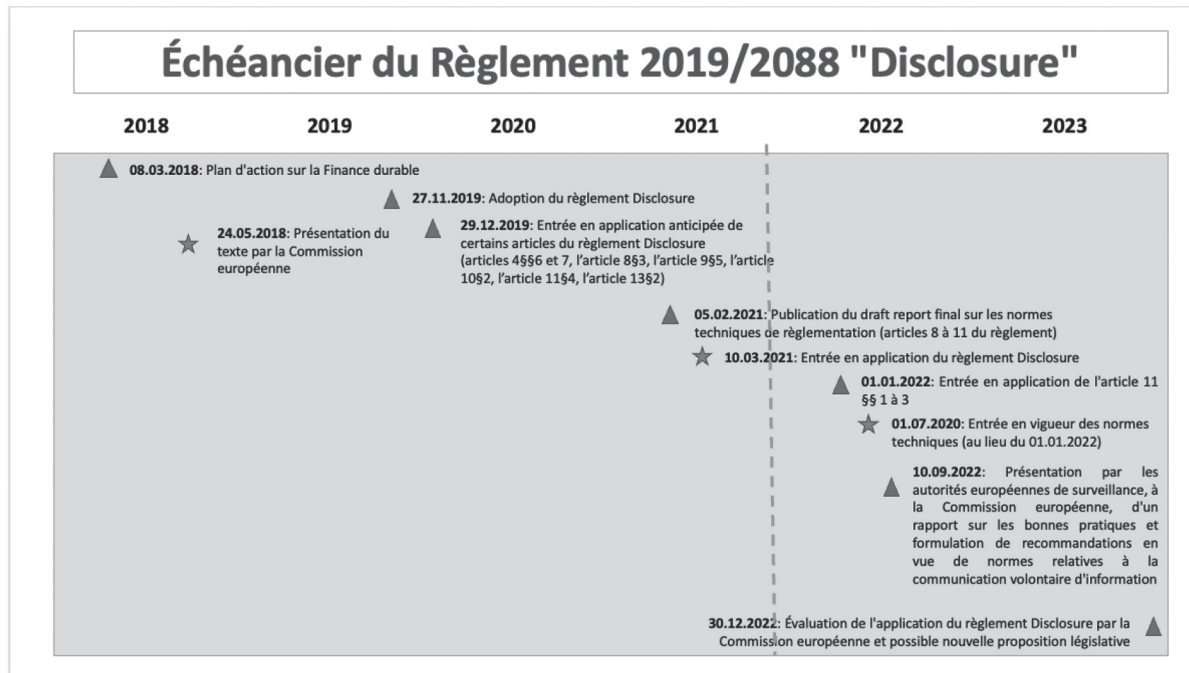 Échéancier du Règlement 2019/2088 "Disclosure"
2018 2019 2020 2021 2022 2023
08.03.2018: Plan d'action sur la Finance durable
27.11.2019: Adoption du règlement Disclosure
24.05.2018: Présentation du
texte par la Commission
européenne
29.12.2019: Entrée en application anticipée de
certains articles du règlement Disclosure
(articles 4§§6 et 7, l’article 8§3, l’article 9§5, l’article
10§2, l’article 11§4, l’article 13§2)
05.02.2021: Publication du draft report final sur les normes
techniques de règlementation (articles 8 à 11 du règlement)
10.03.2021: Entrée en application du règlement Disclosure
01.01.2022: Entrée en application de l'article 11
§§ 1 à 3
01.07.2020: Entrée en vigueur des normes
techniques (au lieu du 01.01.2022)
10.09.2022: Présentation par les
autorités européennes de surveillance, à
la Commission européenne, d'un
rapport sur les bonnes pratiques et
formulation de recommandations en
vue de normes relatives à la
communication volontaire d'information
30.12.2022: Évaluation de l'application du règlement Disclosure par la
Commission européenne et possible nouvelle proposition législative